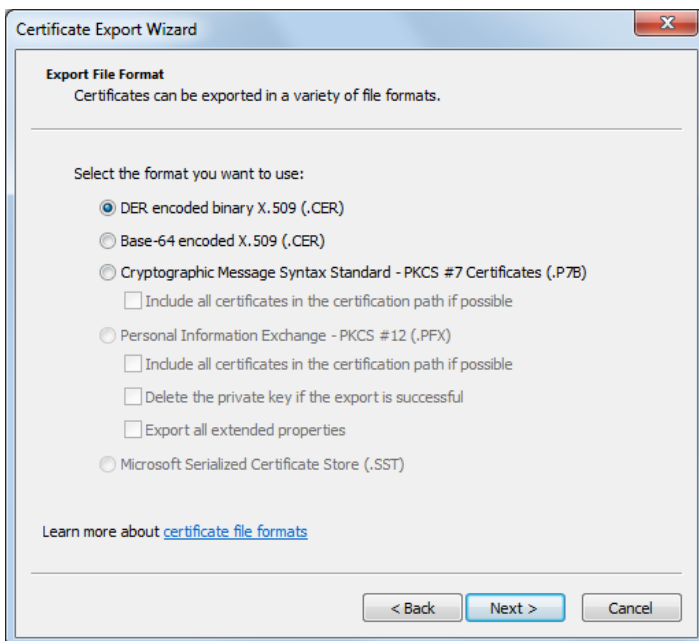 Certificate Export Wizard
Export File Format
Certificates can be exported in a variety of file formats.
Select the format you want to use:
DER encoded binary X.509 (.CER)
Base-64 encoded X.509 (.CER)
Cryptographic Message Syntax Standard - PKCS #7 Certificates (.P7B)
Include all certificates in the certification path if possible
Personal Information Exchange - PKCS #12 (.PFX)
Include all certificates in the certification path if possible
Delete the private key if the export is successful
Export all extended properties
Microsoft Serialized Certificate Store (.SST)
Learn more about certificate file formats
< Back Next > Cancel